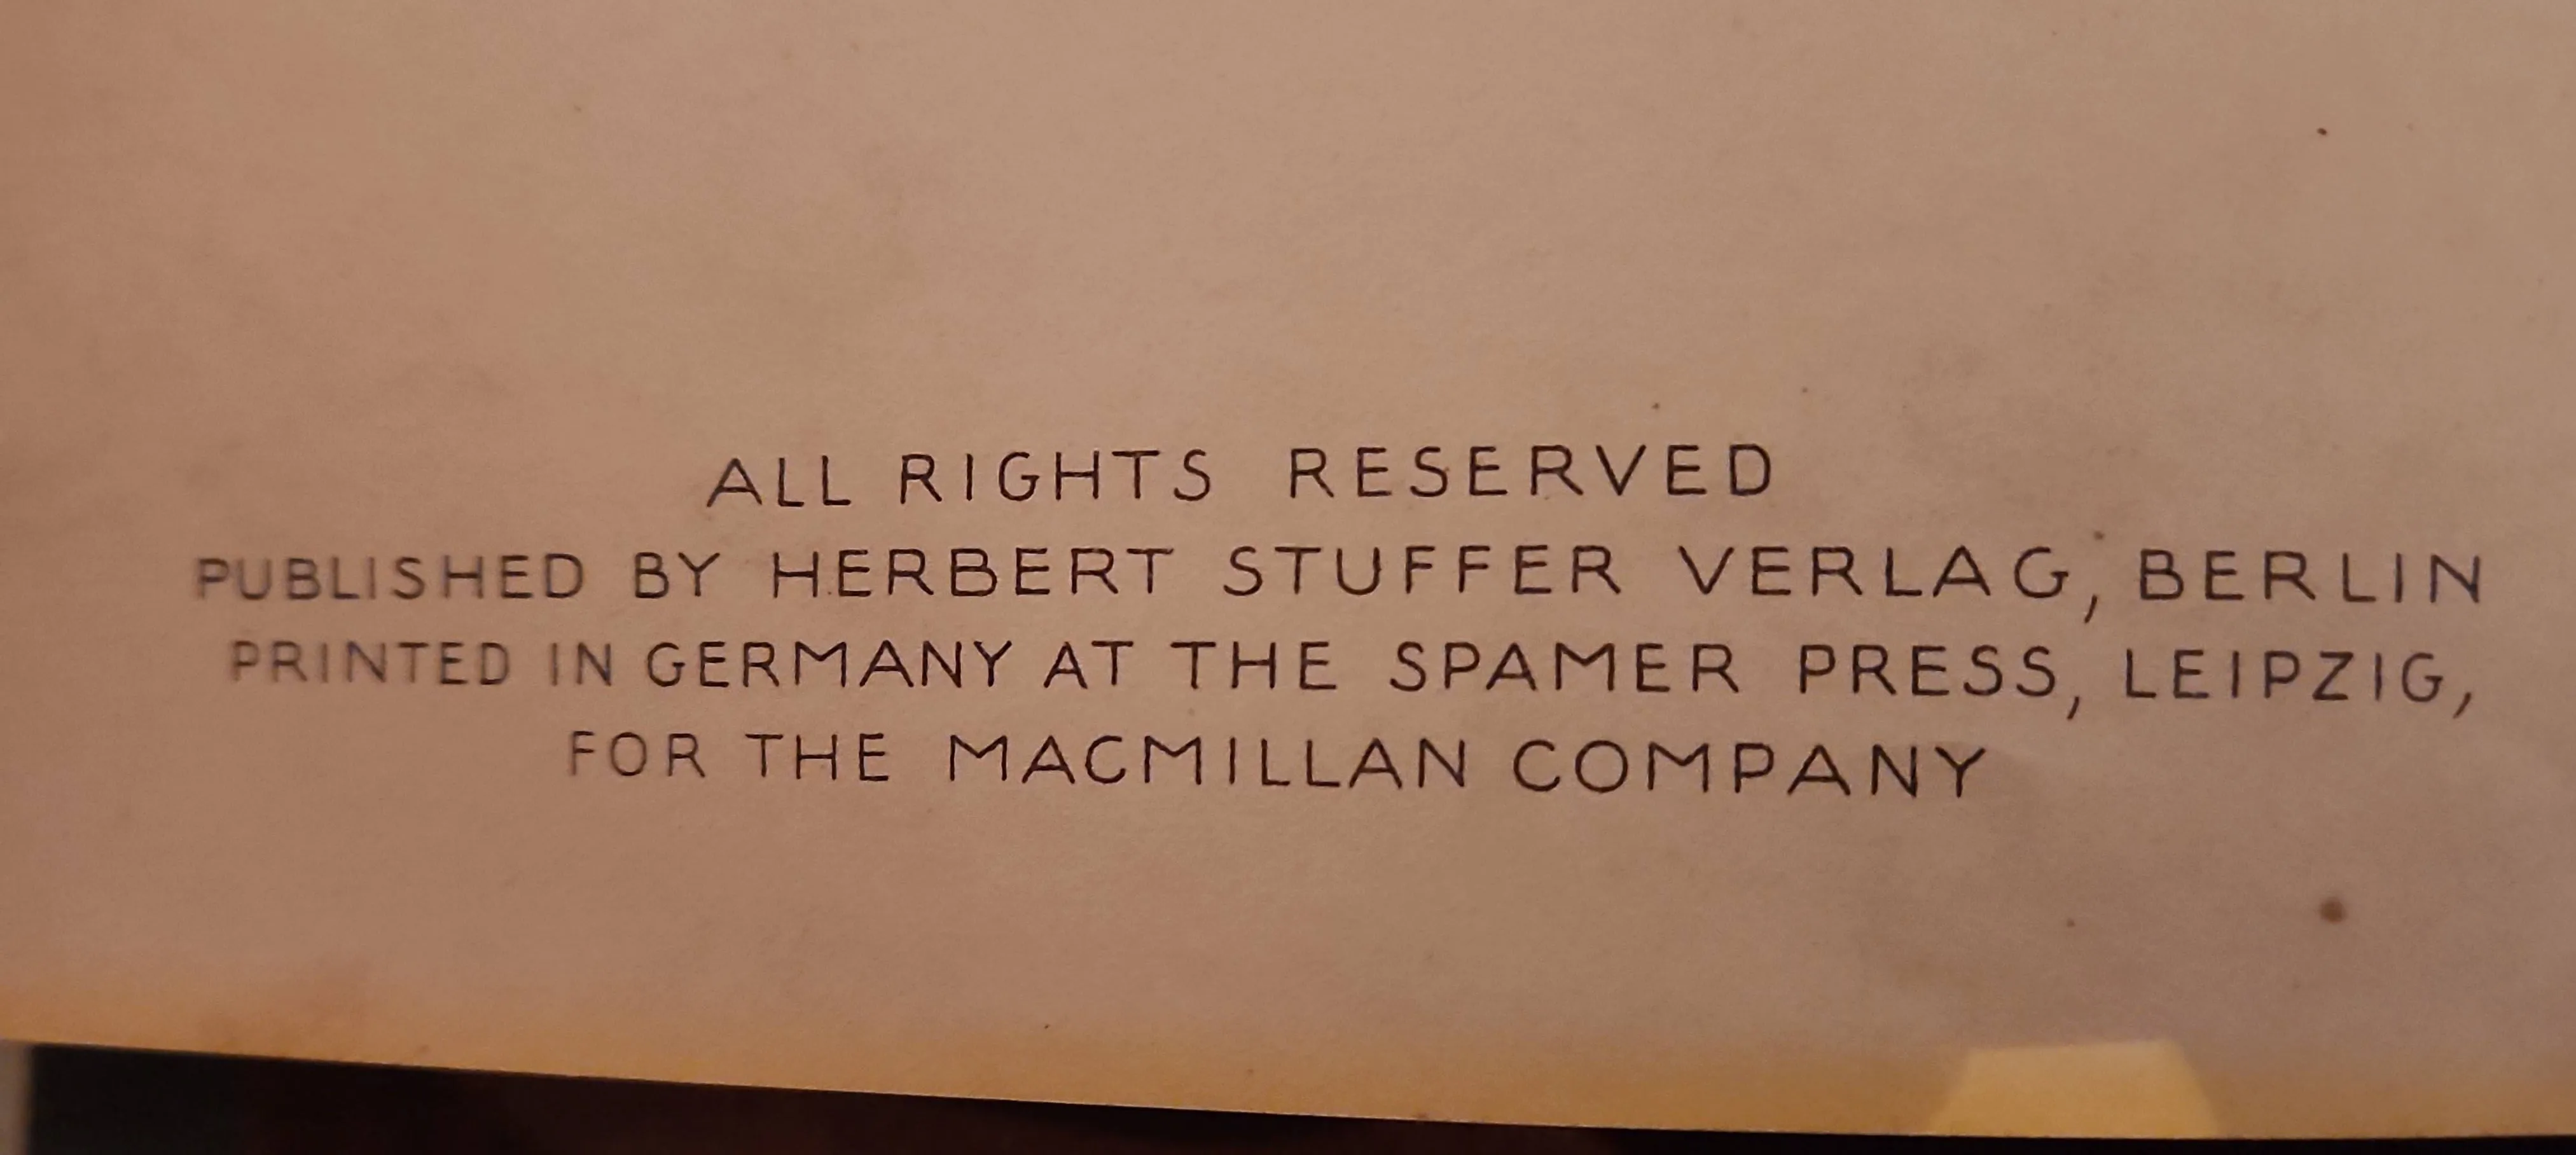 ALL RIGHTS RESERVED
PUBLISHED BY HERBERT STUFFER VERLAG, BERLIN
PRINTED IN GERMANY AT THE SPAMER PRESS, LEIPZIG,
FOR THE MACMILLAN COMPANY